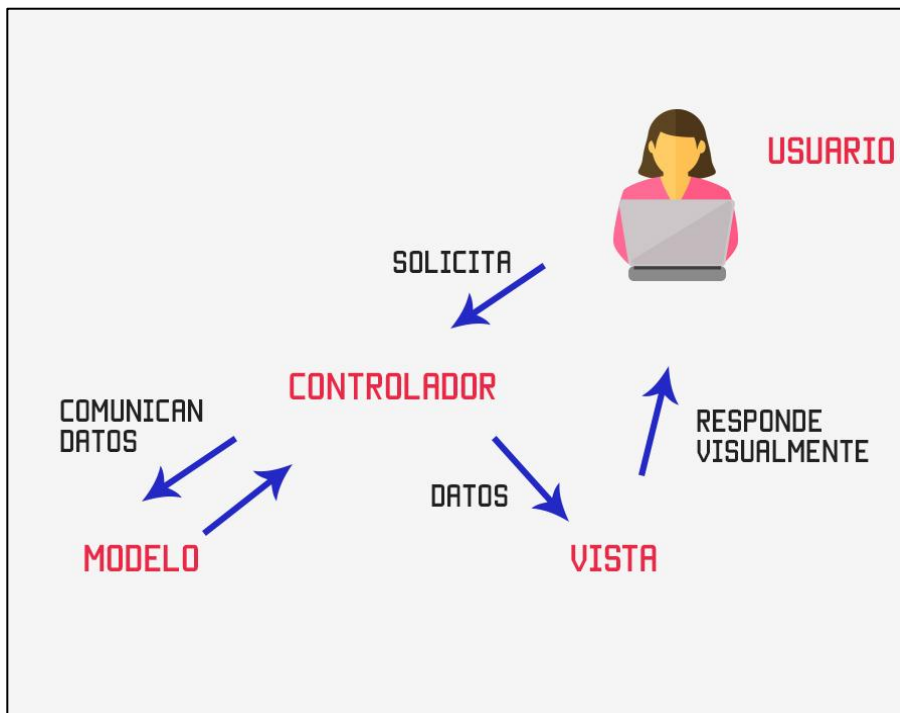 USUARIO
SOLICITA
CONTROLADOR
COMUNICAN
DATOS
RESPONDE
VISUALMENTE
DATOS
MODELO
VISTA